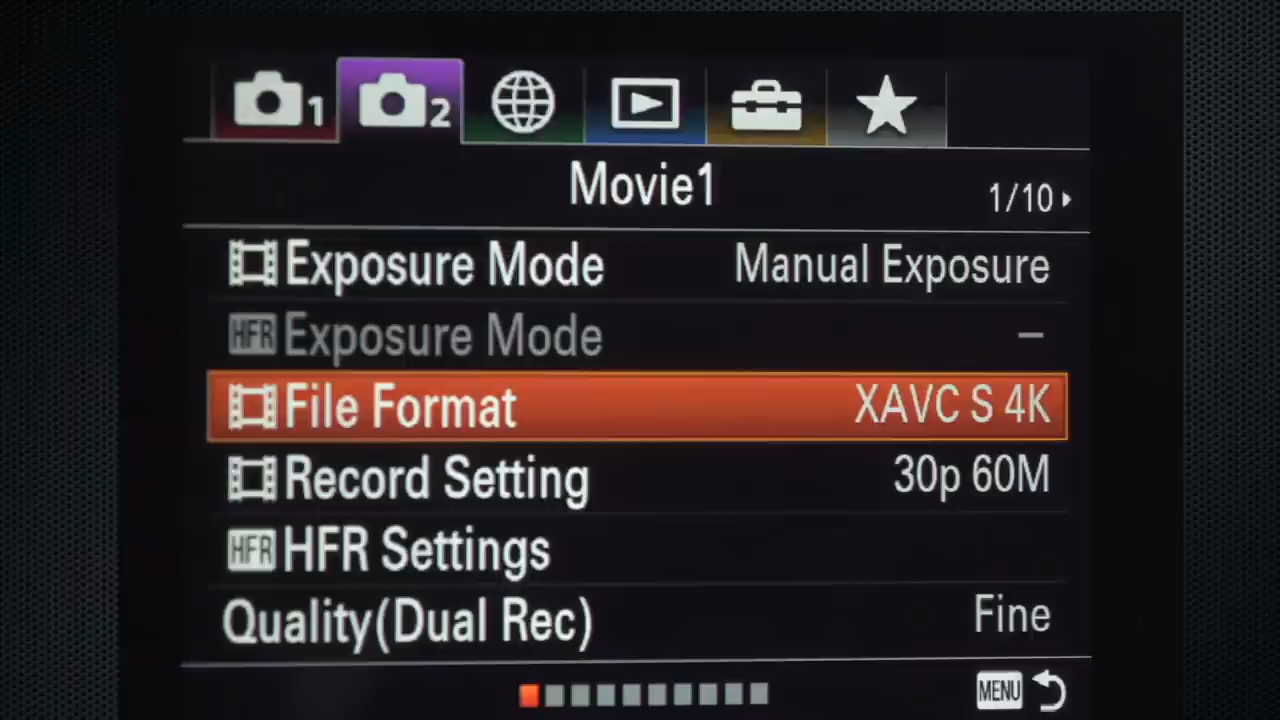 1 2
Movie1
1/10
Exposure Mode Manual Exposure
HFR Exposure Mode –
File Format XAVC S 4K
Record Setting 30p 60M
HFR HFR Settings
Quality(Dual Rec) Fine
MENU